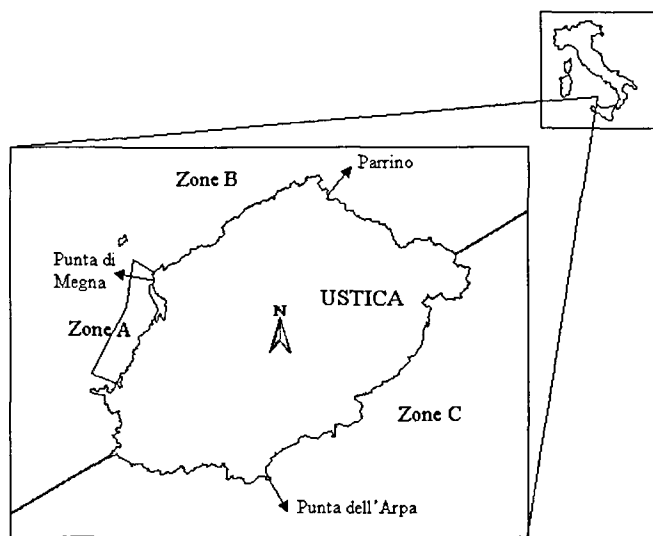 Parrino
Zone B
Punta di
Megna
USTICA
N
Zone A
Zone C
Punta dell'Arpa